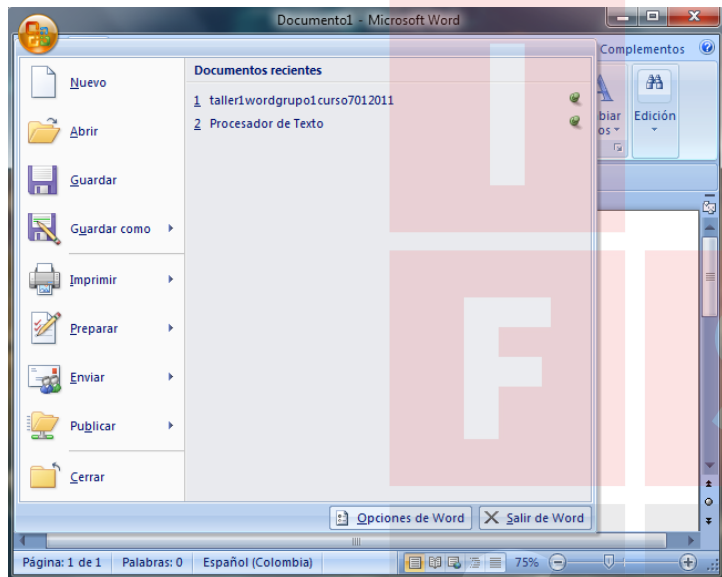 Documento1 - Microsoft Word
Complementos
Nuevo
Abrir
Guardar
Guardar como
Imprimir
Preparar
Enviar
Publicar
Cerrar
Documentos recientes
1 taller1wordgrupo1curso7012011
2 Procesador de Texto
biar
os
Edición
Opciones de Word
Salir de Word
Página: 1 de 1 Palabras: 0 Español (Colombia) 75%
I
F